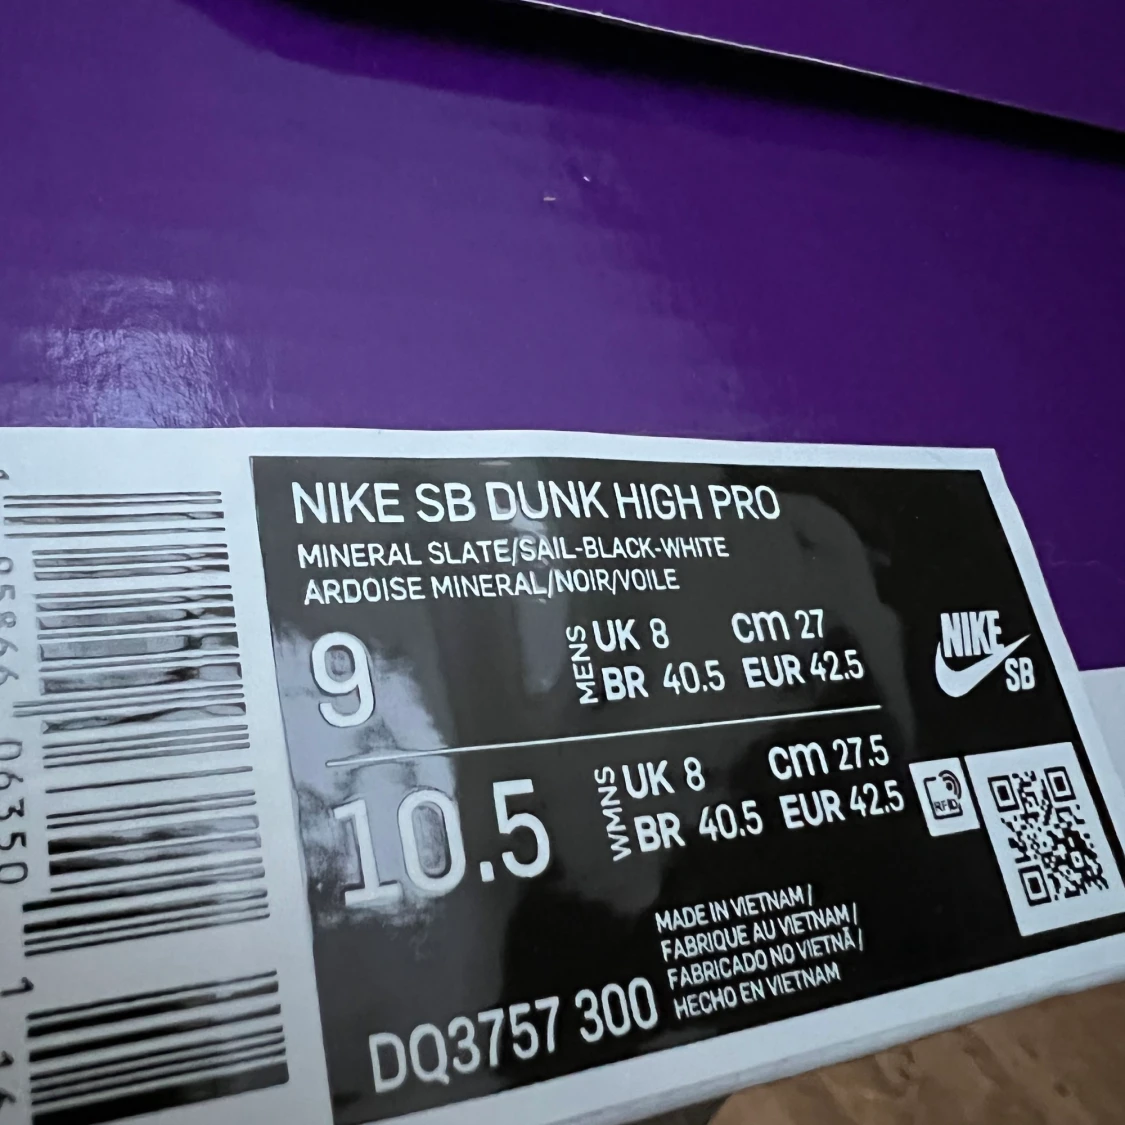 NIKE SB DUNK HIGH PRO
MINERAL SLATE/SAIL-BLACK-WHITE
ARDOISE MINERAL/NOIR/VOILE
9
MENS
UK 8 cm 27
BR 40.5 EUR 42.5
10.5
WMNS
UK 8 cm 27.5
BR 40.5 EUR 42.5
NIKE
SB
RFID
MADE IN VIETNAM /
FABRIQUE AU VIETNAM /
FABRICADO NO VIETNÃ /
HECHO EN VIETNAM
DQ3757 300
06350 1